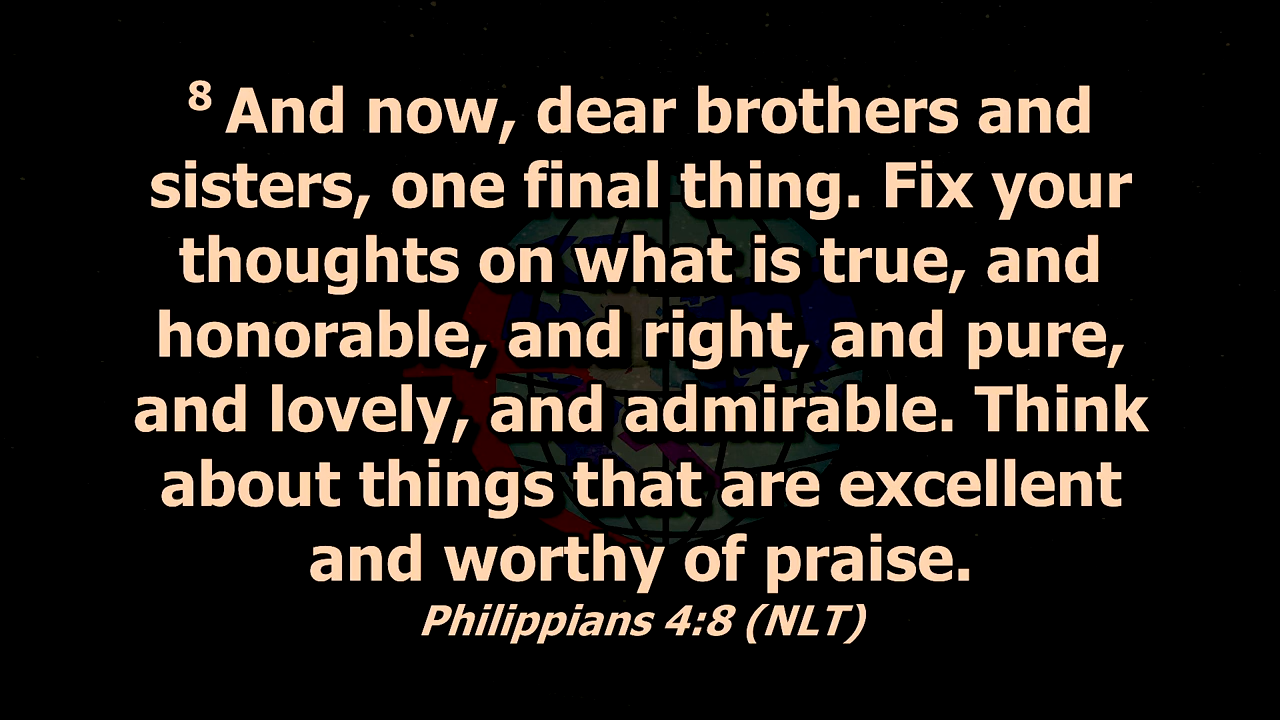 ⁸ And now, dear brothers and
sisters, one final thing. Fix your
thoughts on what is true, and
honorable, and right, and pure,
and lovely, and admirable. Think
about things that are excellent
and worthy of praise.
Philippians 4:8 (NLT)